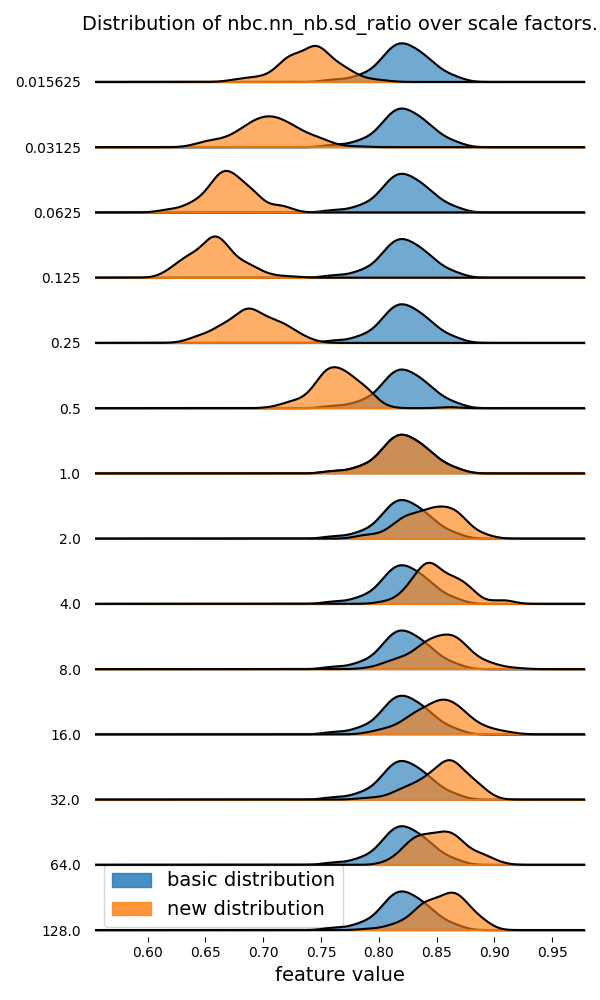 Distribution of nbc.nn_nb.sd_ratio over scale factors.
0.015625
0.03125
0.0625
0.125
0.25
0.5
1.0
2.0
4.0
8.0
16.0
32.0
64.0
basic distribution
new distribution
128.0
0.60 0.65 0.70 0.75 0.80 0.85 0.90 0.95
feature value